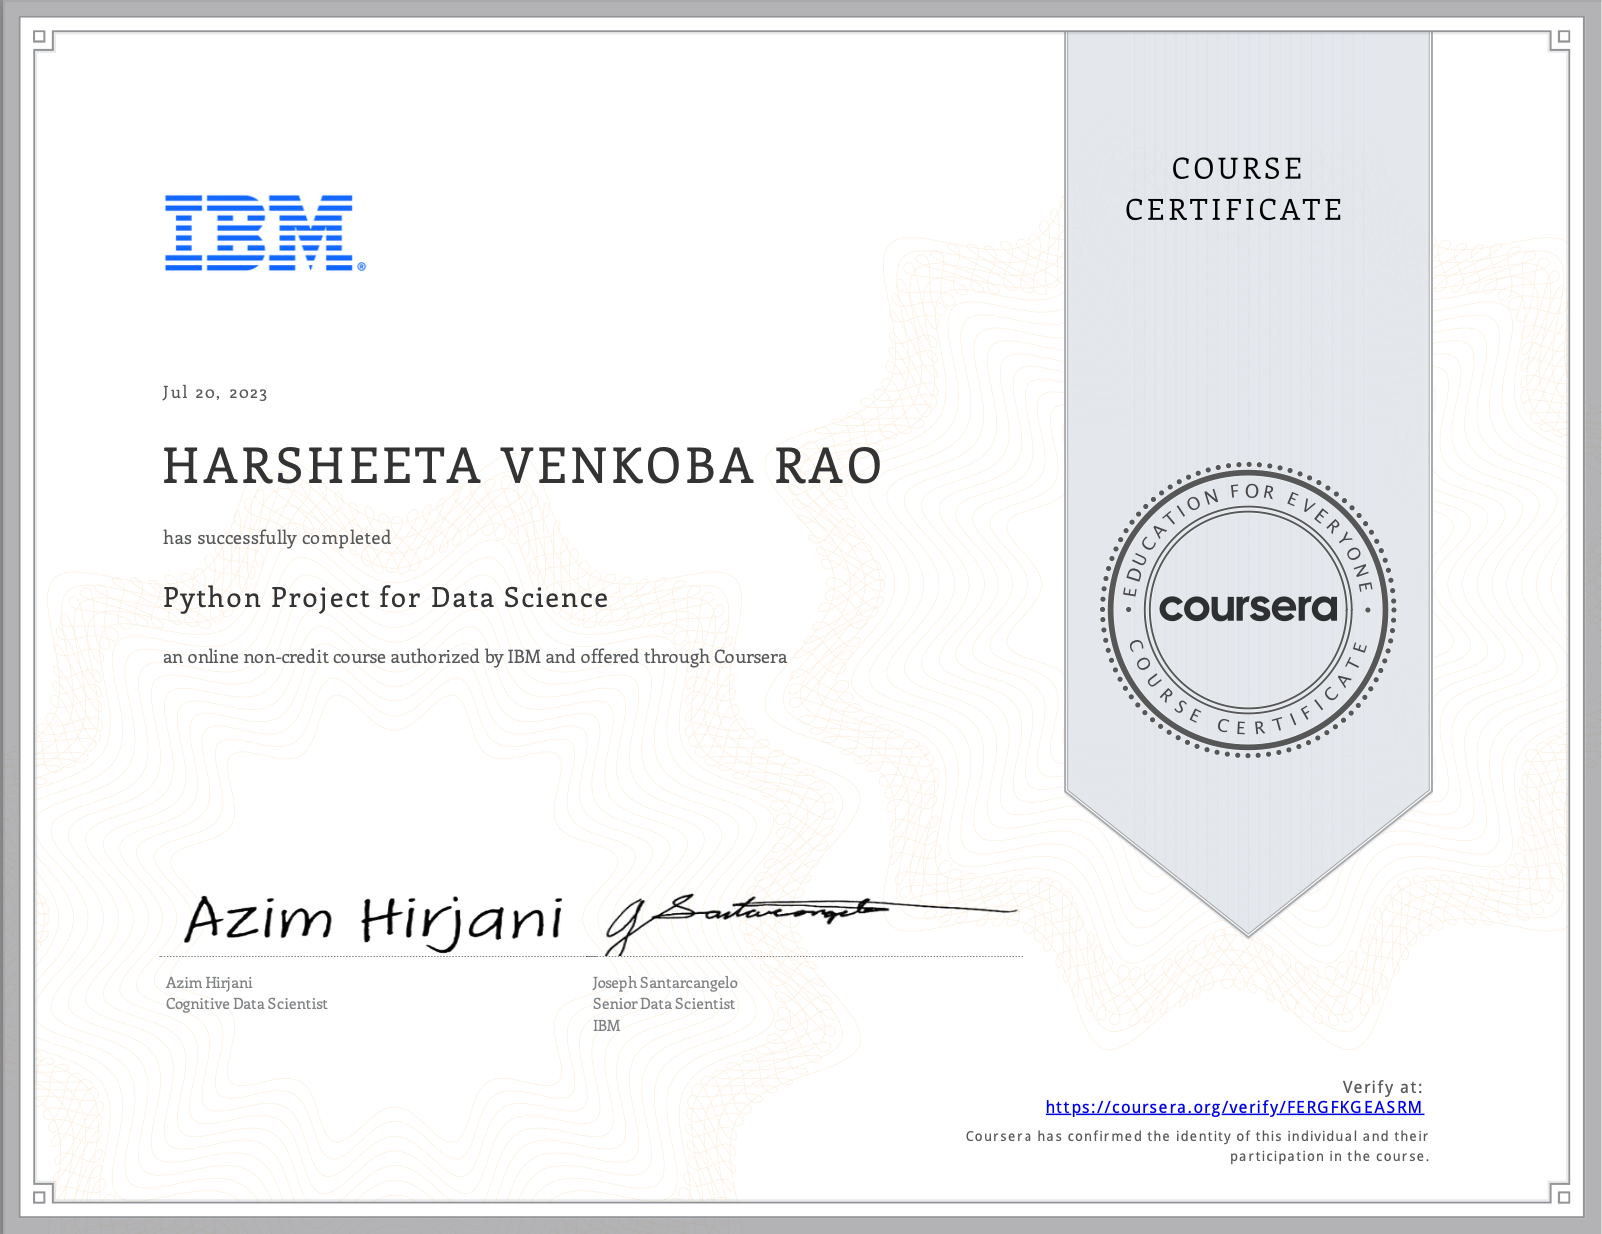 COURSE
CERTIFICATE
IBM®
Jul 20, 2023
HARSHEETA VENKOBA RAO
has successfully completed
Python Project for Data Science
an online non-credit course authorized by IBM and offered through Coursera
EDUCATION FOR EVERYONE
coursera
COURSE CERTIFICATE
Azim Hirjani
J Santarcangelo
Azim Hirjani
Cognitive Data Scientist
Joseph Santarcangelo
Senior Data Scientist
IBM
Verify at:
https://coursera.org/verify/FERGFKGEASRM
Coursera has confirmed the identity of this individual and their
participation in the course.